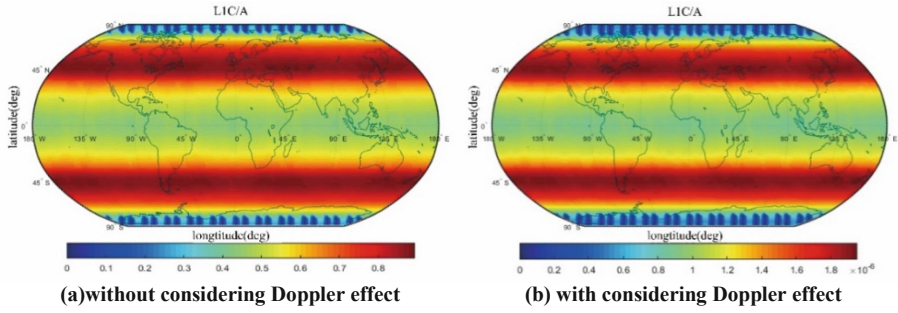 L1C/A
90° N
45° N
0°
180° W
135° W
90° W
45° W
0°
45° E
90° E
135° E
180° E
45° S
90° S
latitude(deg)
longtitude(deg)
0 0.1 0.2 0.3 0.4 0.5 0.6 0.7 0.8
(a)without considering Doppler effect
L1C/A
90° N
45° N
0°
180° W
135° W
90° W
45° W
0°
45° E
90° E
135° E
180° E
45° S
90° S
latitude(deg)
longtitude(deg)
0 0.2 0.4 0.6 0.8 1 1.2 1.4 1.6 1.8
×10⁻⁶
(b) with considering Doppler effect